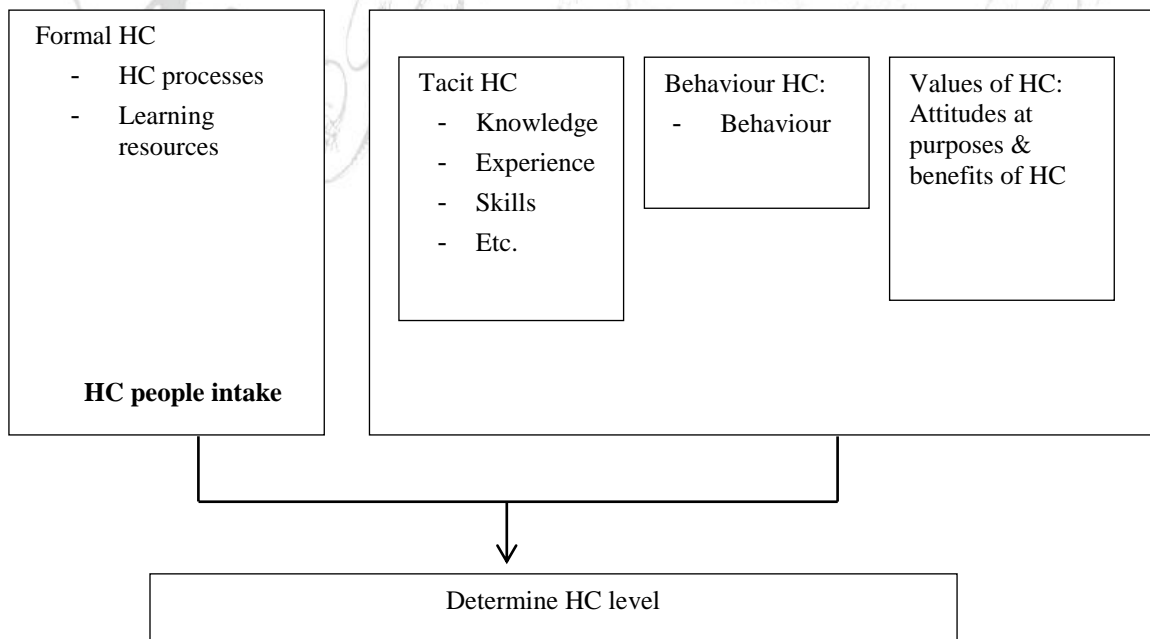 Formal HC
- HC processes
- Learning
resources
HC people intake
Tacit HC
- Knowledge
- Experience
- Skills
- Etc.
Behaviour HC:
- Behaviour
Values of HC:
Attitudes at
purposes &
benefits of HC
Determine HC level